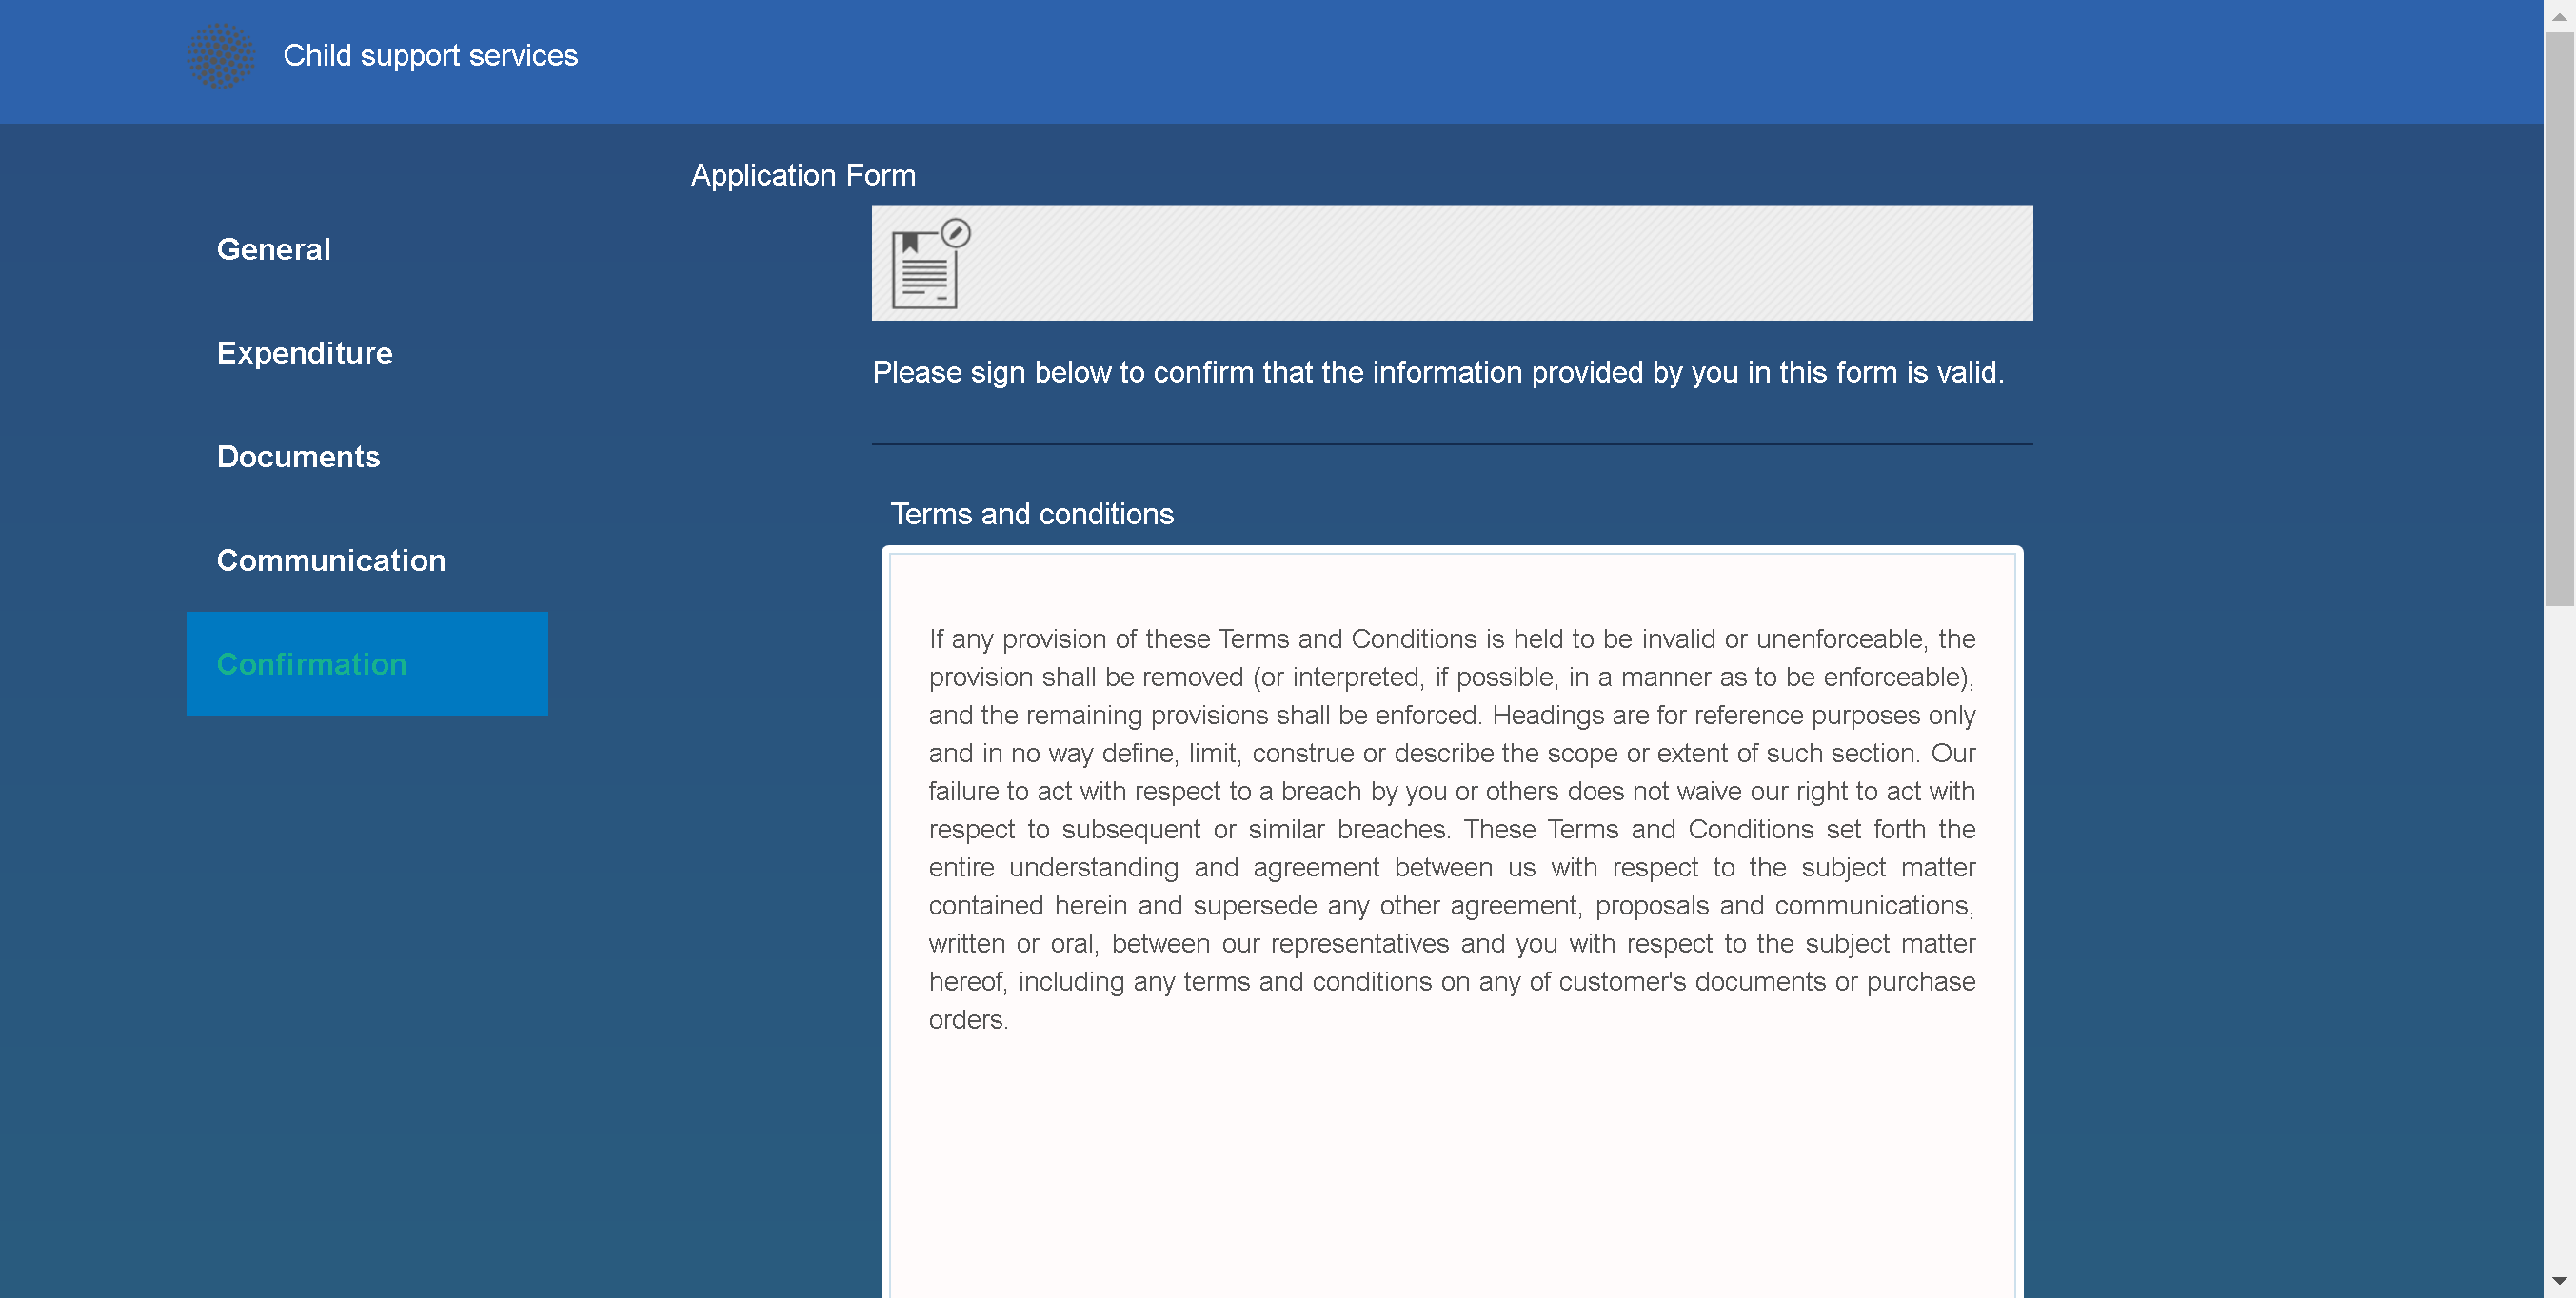 Child support services
Application Form
General
Expenditure
Documents
Communication
Confirmation
Please sign below to confirm that the information provided by you in this form is valid.
Terms and conditions
If any provision of these Terms and Conditions is held to be invalid or unenforceable, the
provision shall be removed (or interpreted, if possible, in a manner as to be enforceable),
and the remaining provisions shall be enforced. Headings are for reference purposes only
and in no way define, limit, construe or describe the scope or extent of such section. Our
failure to act with respect to a breach by you or others does not waive our right to act with
respect to subsequent or similar breaches. These Terms and Conditions set forth the
entire understanding and agreement between us with respect to the subject matter
contained herein and supersede any other agreement, proposals and communications,
written or oral, between our representatives and you with respect to the subject matter
hereof, including any terms and conditions on any of customer's documents or purchase
orders.